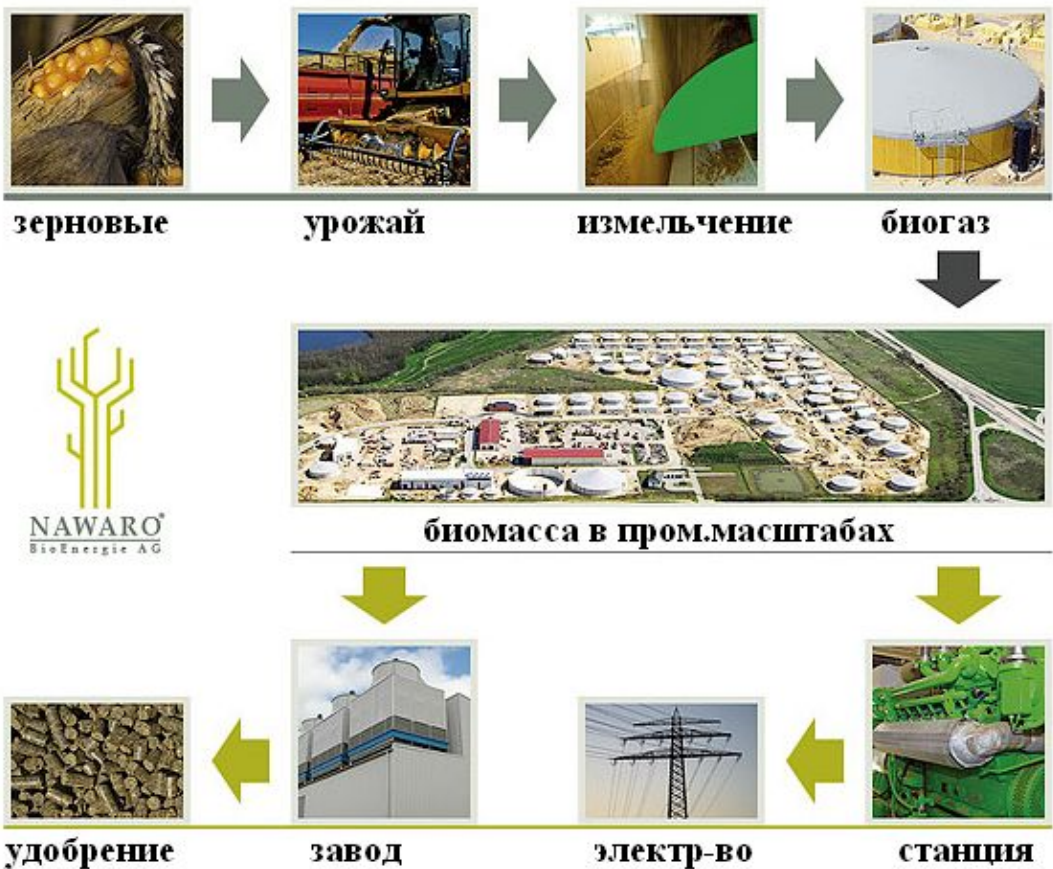 зерновые
урожай
измельчение
биогаз
NAWARO®
BioEnergie AG
биомасса в пром.масштабах
удобрение
завод
электр-во
станция